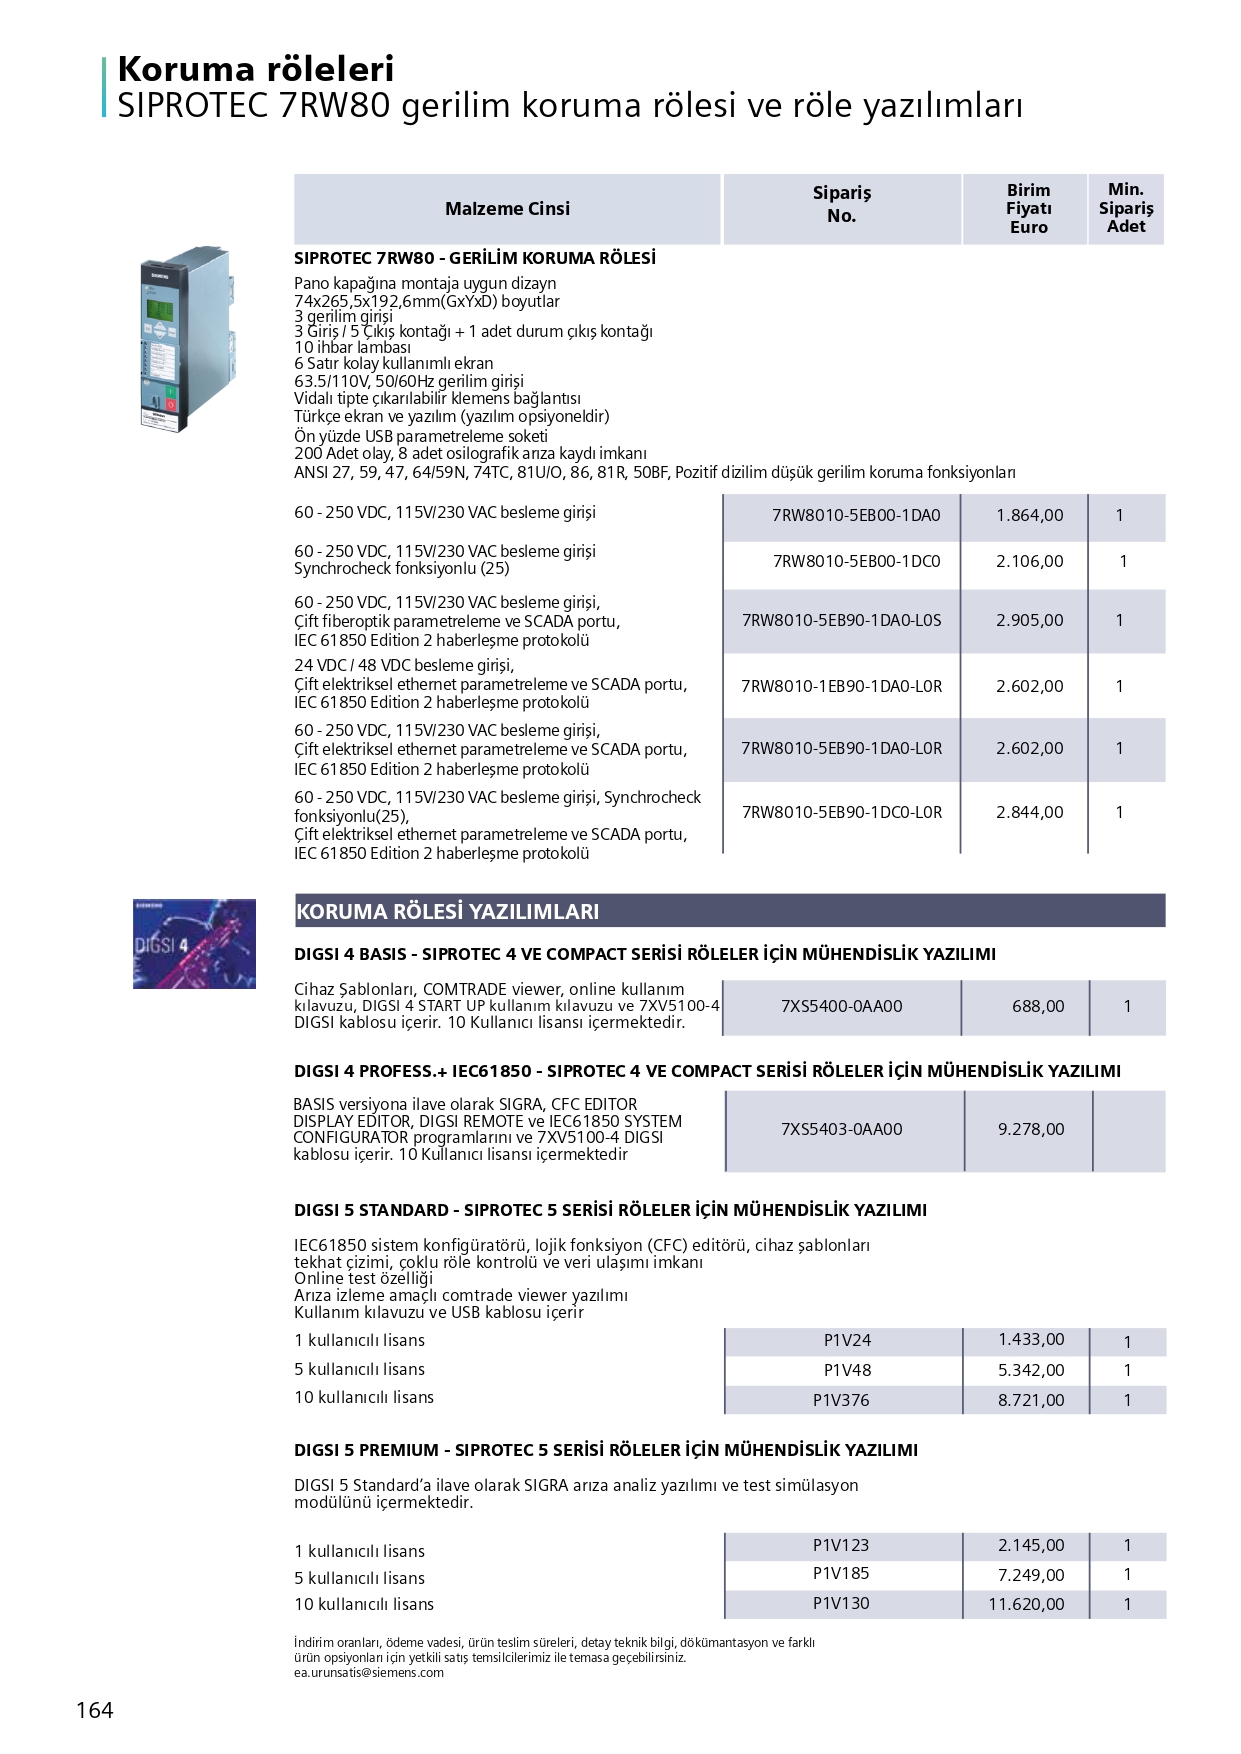 Koruma röleleri
SIPROTEC 7RW80 gerilim koruma rölesi ve röle yazılımları
Malzeme Cinsi
Sipariş
No.
Birim
Fiyatı
Euro
Min.
Sipariş
Adet
SIEMENS
SIPROTEC 7RW80 - GERİLİM KORUMA RÖLESİ
Pano kapağına montaja uygun dizayn
74x265,5x192,6mm(GxYxD) boyutlar
3 gerilim girişi
3 Giriş / 5 Çıkış kontağı + 1 adet durum çıkış kontağı
10 ihbar lambası
6 Satır kolay kullanımlı ekran
63.5/110V, 50/60Hz gerilim girişi
Vidalı tipte çıkarılabilir klemens bağlantısı
Türkçe ekran ve yazılım (yazılım opsiyoneldir)
Ön yüzde USB parametreleme soketi
200 Adet olay, 8 adet osilografik arıza kaydı imkanı
ANSI 27, 59, 47, 64/59N, 74TC, 81U/O, 86, 81R, 50BF, Pozitif dizilim düşük gerilim koruma fonksiyonları
60 - 250 VDC, 115V/230 VAC besleme girişi 7RW8010-5EB00-1DA0 1.864,00 1
60 - 250 VDC, 115V/230 VAC besleme girişi
Synchrocheck fonksiyonlu (25) 7RW8010-5EB00-1DC0 2.106,00 1
60 - 250 VDC, 115V/230 VAC besleme girişi,
Çift fiberoptik parametreleme ve SCADA portu, 7RW8010-5EB90-1DA0-L0S 2.905,00 1
IEC 61850 Edition 2 haberleşme protokolü
24 VDC / 48 VDC besleme girişi,
Çift elektriksel ethernet parametreleme ve SCADA portu, 7RW8010-1EB90-1DA0-L0R 2.602,00 1
IEC 61850 Edition 2 haberleşme protokolü
60 - 250 VDC, 115V/230 VAC besleme girişi,
Çift elektriksel ethernet parametreleme ve SCADA portu, 7RW8010-5EB90-1DA0-L0R 2.602,00 1
IEC 61850 Edition 2 haberleşme protokolü
60 - 250 VDC, 115V/230 VAC besleme girişi, Synchrocheck
fonksiyonlu(25), 7RW8010-5EB90-1DC0-L0R 2.844,00 1
Çift elektriksel ethernet parametreleme ve SCADA portu,
IEC 61850 Edition 2 haberleşme protokolü
SIEMENS
DIGSI 4
KORUMA RÖLESİ YAZILIMLARI
DIGSI 4 BASIS - SIPROTEC 4 VE COMPACT SERİSİ RÖLELER İÇİN MÜHENDİSLİK YAZILIMI
Cihaz Şablonları, COMTRADE viewer, online kullanım
kılavuzu, DIGSI 4 START UP kullanım kılavuzu ve 7XV5100-4 7XS5400-0AA00 688,00 1
DIGSI kablosu içerir. 10 Kullanıcı lisansı içermektedir.
DIGSI 4 PROFESS.+ IEC61850 - SIPROTEC 4 VE COMPACT SERİSİ RÖLELER İÇİN MÜHENDİSLİK YAZILIMI
BASIS versiyona ilave olarak SIGRA, CFC EDITOR
DISPLAY EDITOR, DIGSI REMOTE ve IEC61850 SYSTEM 7XS5403-0AA00 9.278,00
CONFIGURATOR programlarını ve 7XV5100-4 DIGSI
kablosu içerir. 10 Kullanıcı lisansı içermektedir
DIGSI 5 STANDARD - SIPROTEC 5 SERİSİ RÖLELER İÇİN MÜHENDİSLİK YAZILIMI
IEC61850 sistem konfigüratörü, lojik fonksiyon (CFC) editörü, cihaz şablonları
tekhat çizimi, çoklu röle kontrolü ve veri ulaşımı imkanı
Online test özelliği
Arıza izleme amaçlı comtrade viewer yazılımı
Kullanım kılavuzu ve USB kablosu içerir
1 kullanıcılı lisans P1V24 1.433,00 1
5 kullanıcılı lisans P1V48 5.342,00 1
10 kullanıcılı lisans P1V376 8.721,00 1
DIGSI 5 PREMIUM - SIPROTEC 5 SERİSİ RÖLELER İÇİN MÜHENDİSLİK YAZILIMI
DIGSI 5 Standard’a ilave olarak SIGRA arıza analiz yazılımı ve test simülasyon
modülünü içermektedir.
1 kullanıcılı lisans P1V123 2.145,00 1
5 kullanıcılı lisans P1V185 7.249,00 1
10 kullanıcılı lisans P1V130 11.620,00 1
İndirim oranları, ödeme vadesi, ürün teslim süreleri, detay teknik bilgi, dökümantasyon ve farklı
ürün opsiyonları için yetkili satış temsilcilerimiz ile temasa geçebilirsiniz.
ea.urunsatis@siemens.com
164